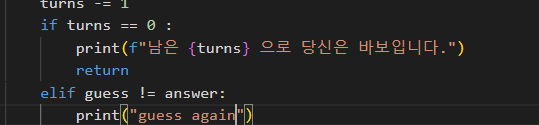 turns -= 1
if turns == 0 :
print(f"남은 {turns} 으로 당신은 바보입니다.")
return
elif guess != answer:
print("guess again")